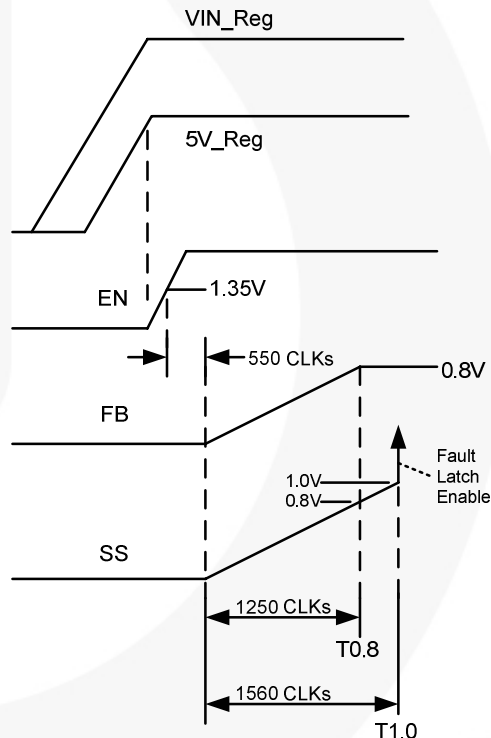 VIN_Reg
5V_Reg
EN
1.35V
550 CLKs
FB
0.8V
Fault
Latch
Enable
1.0V
0.8V
SS
1250 CLKs
T0.8
1560 CLKs
T1.0